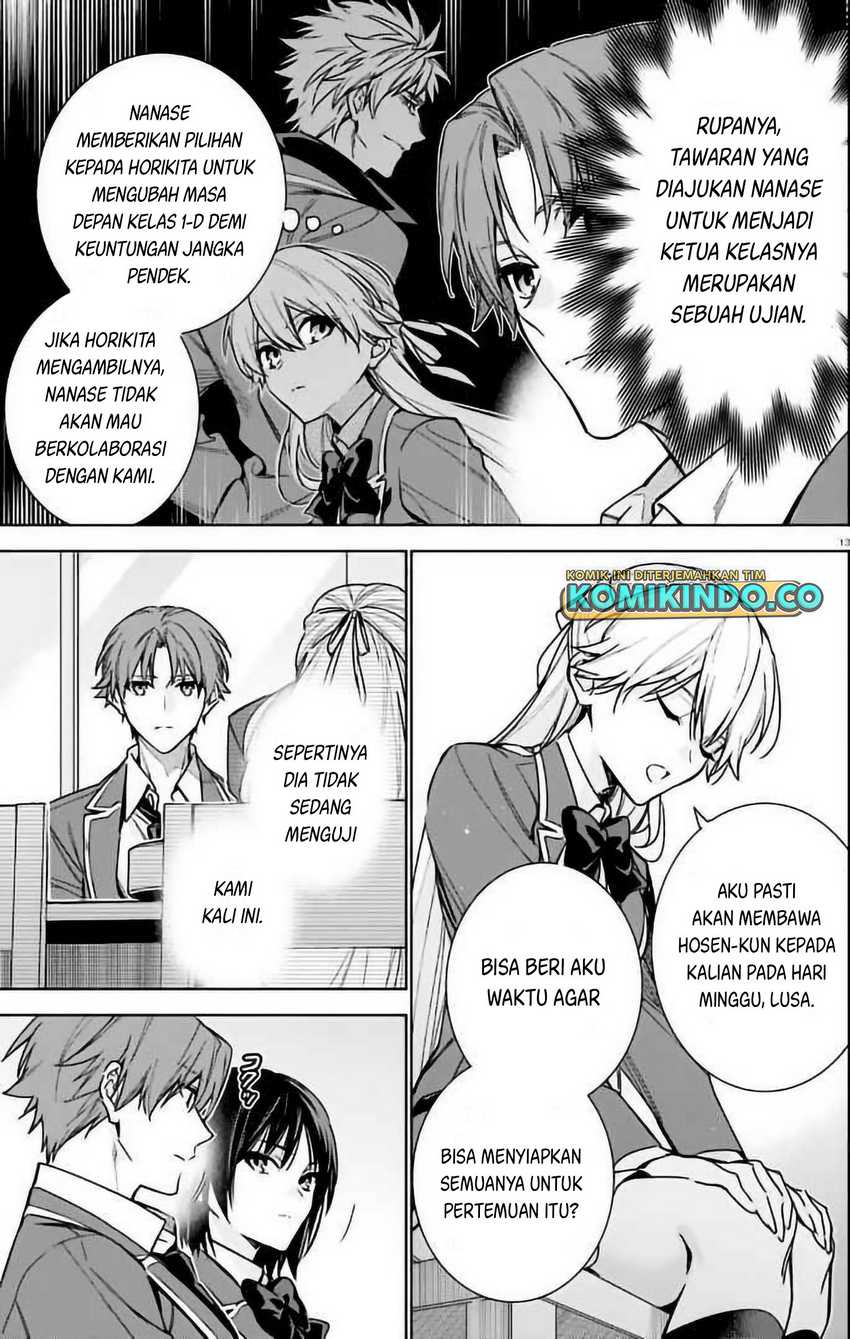 RUPANYA,
TAWARAN YANG
DIAJUKAN NANASE
UNTUK MENJADI
KETUA KELASNYA
MERUPAKAN
SEBUAH UJIAN.
NANASE
MEMBERIKAN PILIHAN
KEPADA HORIKITA UNTUK
MENGUBAH MASA
DEPAN KELAS 1-D DEMI
KEUNTUNGAN JANGKA
PENDEK.
JIKA HORIKITA
MENGAMBILNYA,
NANASE TIDAK
AKAN MAU
BERKOLABORASI
DENGAN KAMI.
13
KOMIK INI DITERJEMAHKAN TIM
KOMIKINDO.CO
AKU PASTI
AKAN MEMBAWA
HOSEN-KUN KEPADA
KALIAN PADA HARI
MINGGU, LUSA.
BISA BERI AKU
WAKTU AGAR
BISA MENYIAPKAN
SEMUANYA UNTUK
PERTEMUAN ITU?
SEPERTINYA
DIA TIDAK
SEDANG
MENGUJI
KAMI
KALI INI.
コクッ